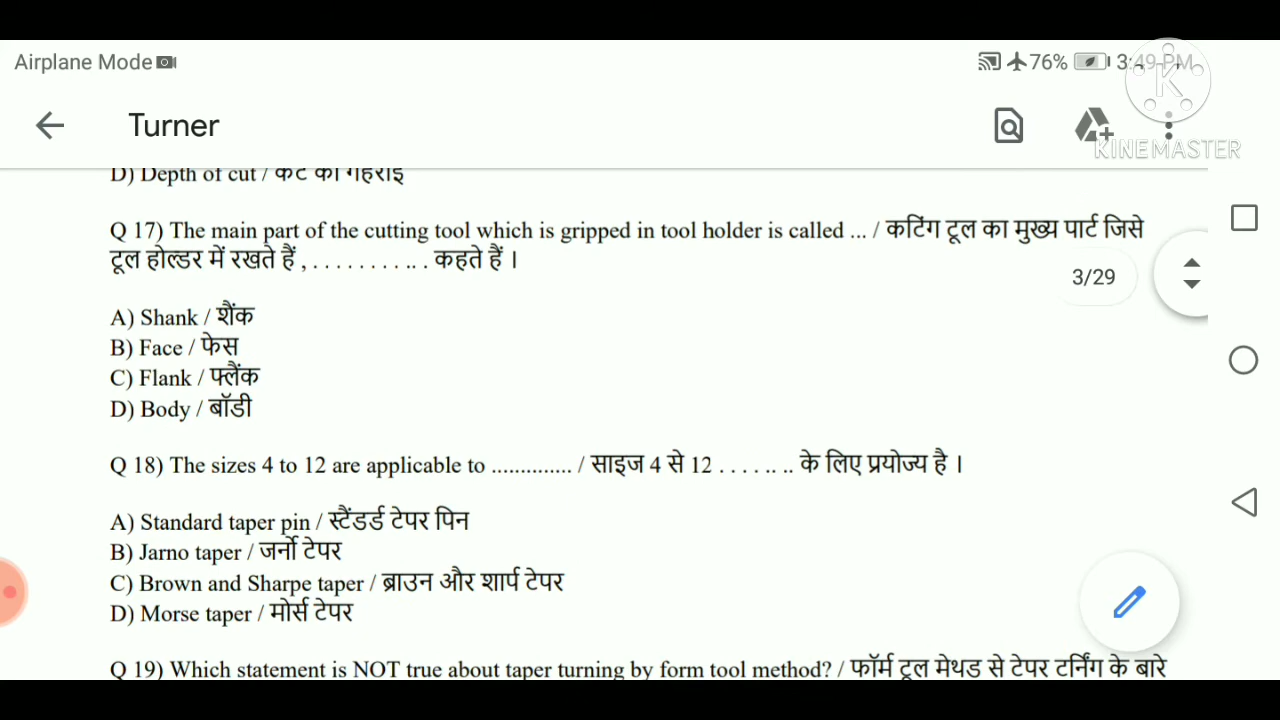 Airplane Mode
76% 3:49 PM
Turner
KINEMASTER
D) Depth of cut / कट की गहराई
Q 17) The main part of the cutting tool which is gripped in tool holder is called ... / कटिंग टूल का मुख्य पार्ट जिसे
टूल होल्डर में रखते हैं , . . . . . . . . . .. . कहते हैं ।
3/29
A) Shank / शैंक
B) Face / फेस
C) Flank / फ्लैंक
D) Body / बॉडी
Q 18) The sizes 4 to 12 are applicable to .............. / साइज 4 से 12 . . . . .. .. के लिए प्रयोज्य है ।
A) Standard taper pin / स्टैंडर्ड टेपर पिन
B) Jarno taper / जर्नो टेपर
C) Brown and Sharpe taper / ब्राउन और शार्प टेपर
D) Morse taper / मोर्स टेपर
Q 19) Which statement is NOT true about taper turning by form tool method? / फॉर्म टूल मेथड से टेपर टर्निंग के बारे